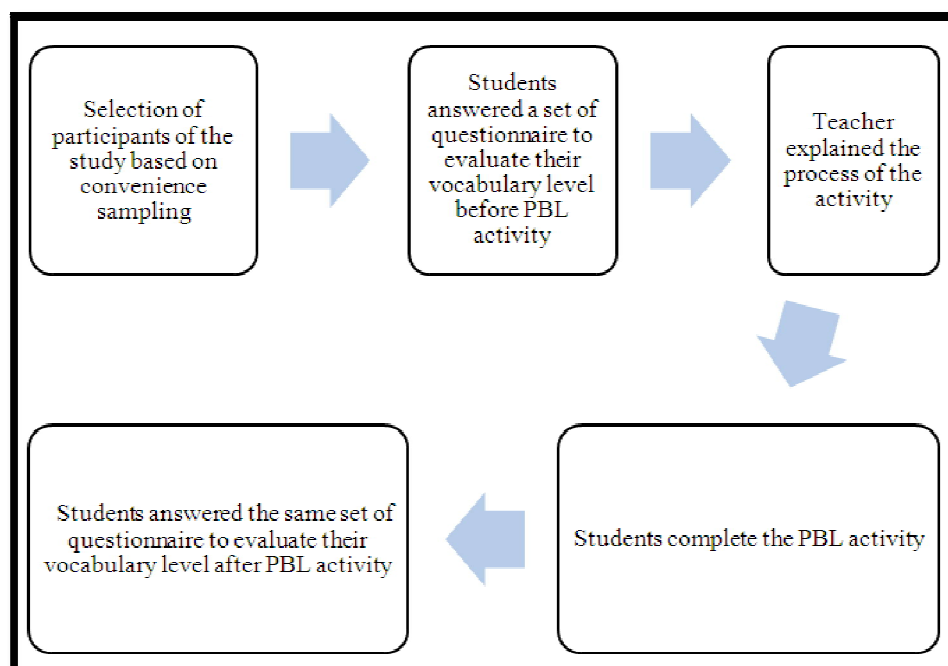 Selection of
participants of the
study based on
convenience
sampling
Students
answered a set of
questionnaire to
evaluate their
vocabulary level
before PBL
activity
Teacher
explained the
process of the
activity
Students complete the PBL activity
Students answered the same set of
questionnaire to evaluate their
vocabulary level after PBL activity